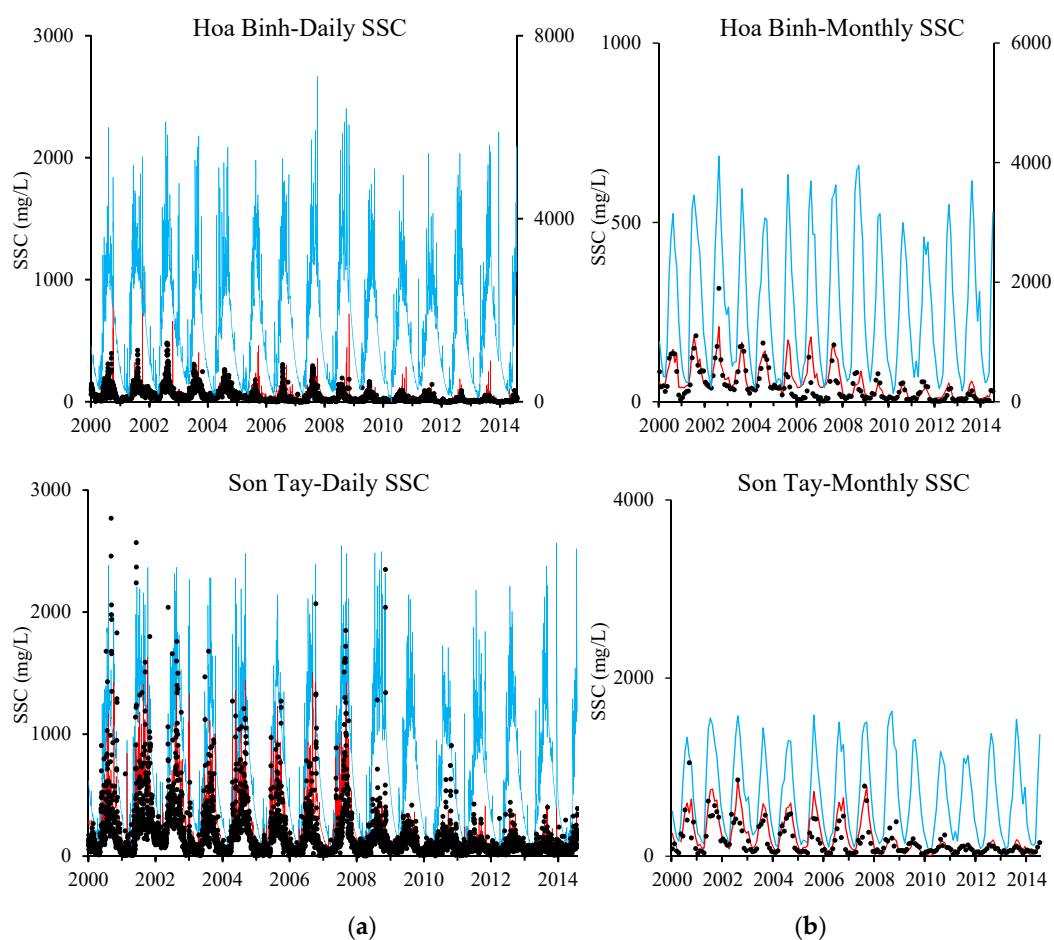 Hoa Binh-Daily SSC
3000
2000
1000
0
8000
4000
0
SSC (mg/L)
2000 2002 2004 2006 2008 2010 2012 2014
Hoa Binh-Monthly SSC
1000
500
0
6000
4000
2000
0
SSC (mg/L)
2000 2002 2004 2006 2008 2010 2012 2014
Son Tay-Daily SSC
3000
2000
1000
0
SSC (mg/L)
2000 2002 2004 2006 2008 2010 2012 2014
Son Tay-Monthly SSC
4000
2000
0
SSC (mg/L)
2000 2002 2004 2006 2008 2010 2012 2014
(a)
(b)